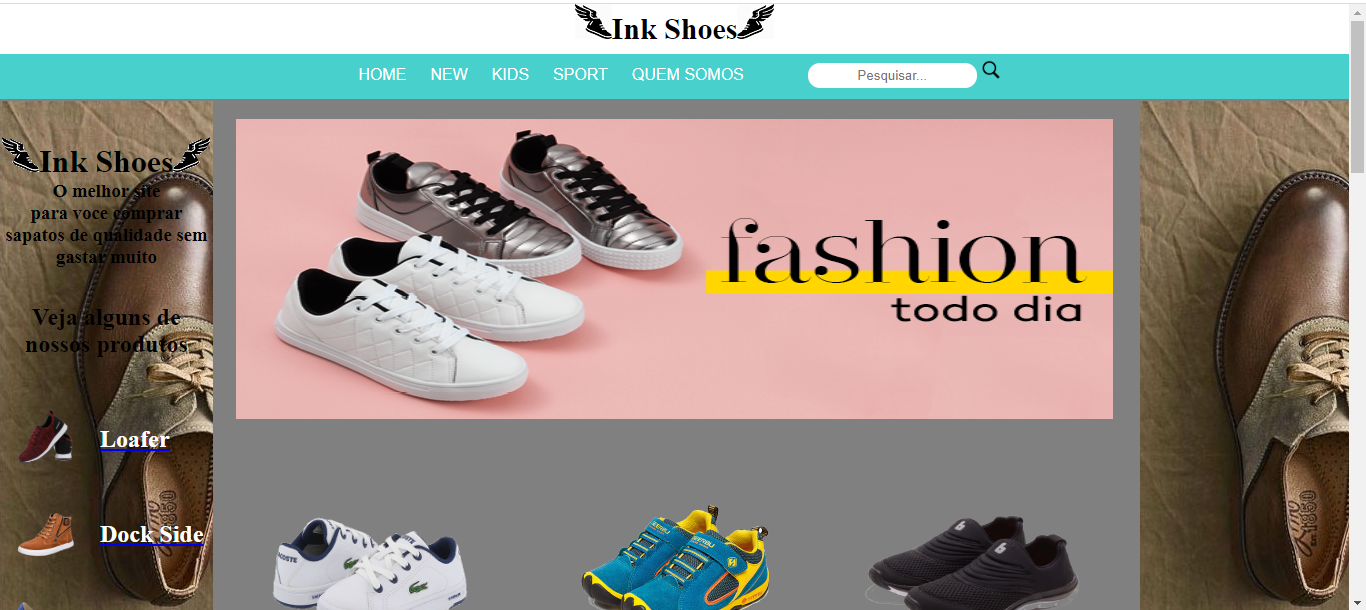 Ink Shoes
HOME NEW KIDS SPORT QUEM SOMOS Pesquisar...
Ink Shoes
O melhor site
para voce comprar
sapatos de qualidade sem
gastar muito
Veja alguns de
nossos produtos
Loafer
Dock Side
fashion
todo dia